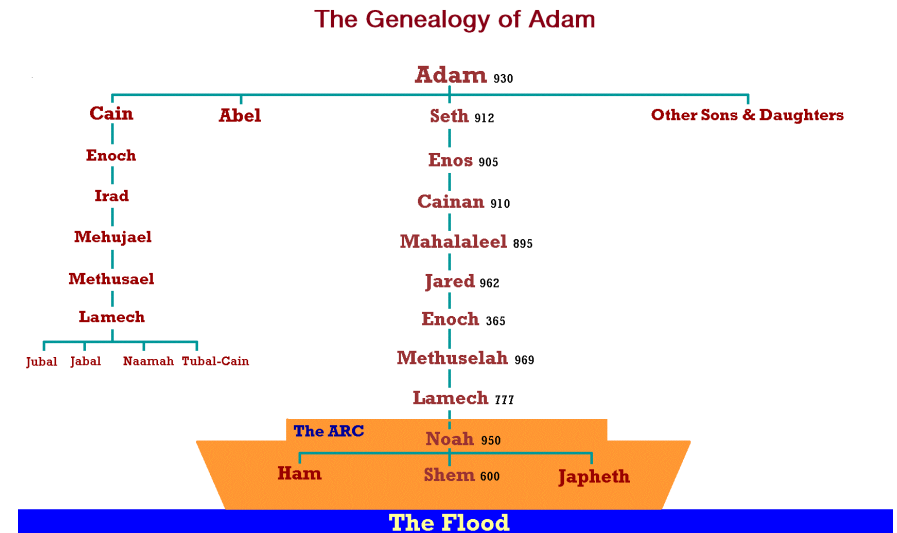 The Genealogy of Adam
Adam 930
Cain Abel Seth 912 Other Sons & Daughters
Enoch Enos 905
Irad Cainan 910
Mehujael Mahalaleel 895
Methusael Jared 962
Lamech Enoch 365
Jubal Jabal Naamah Tubal-Cain Methuselah 969
Lamech 777
The ARC Noah 950
Ham Shem 600 Japheth
The Flood